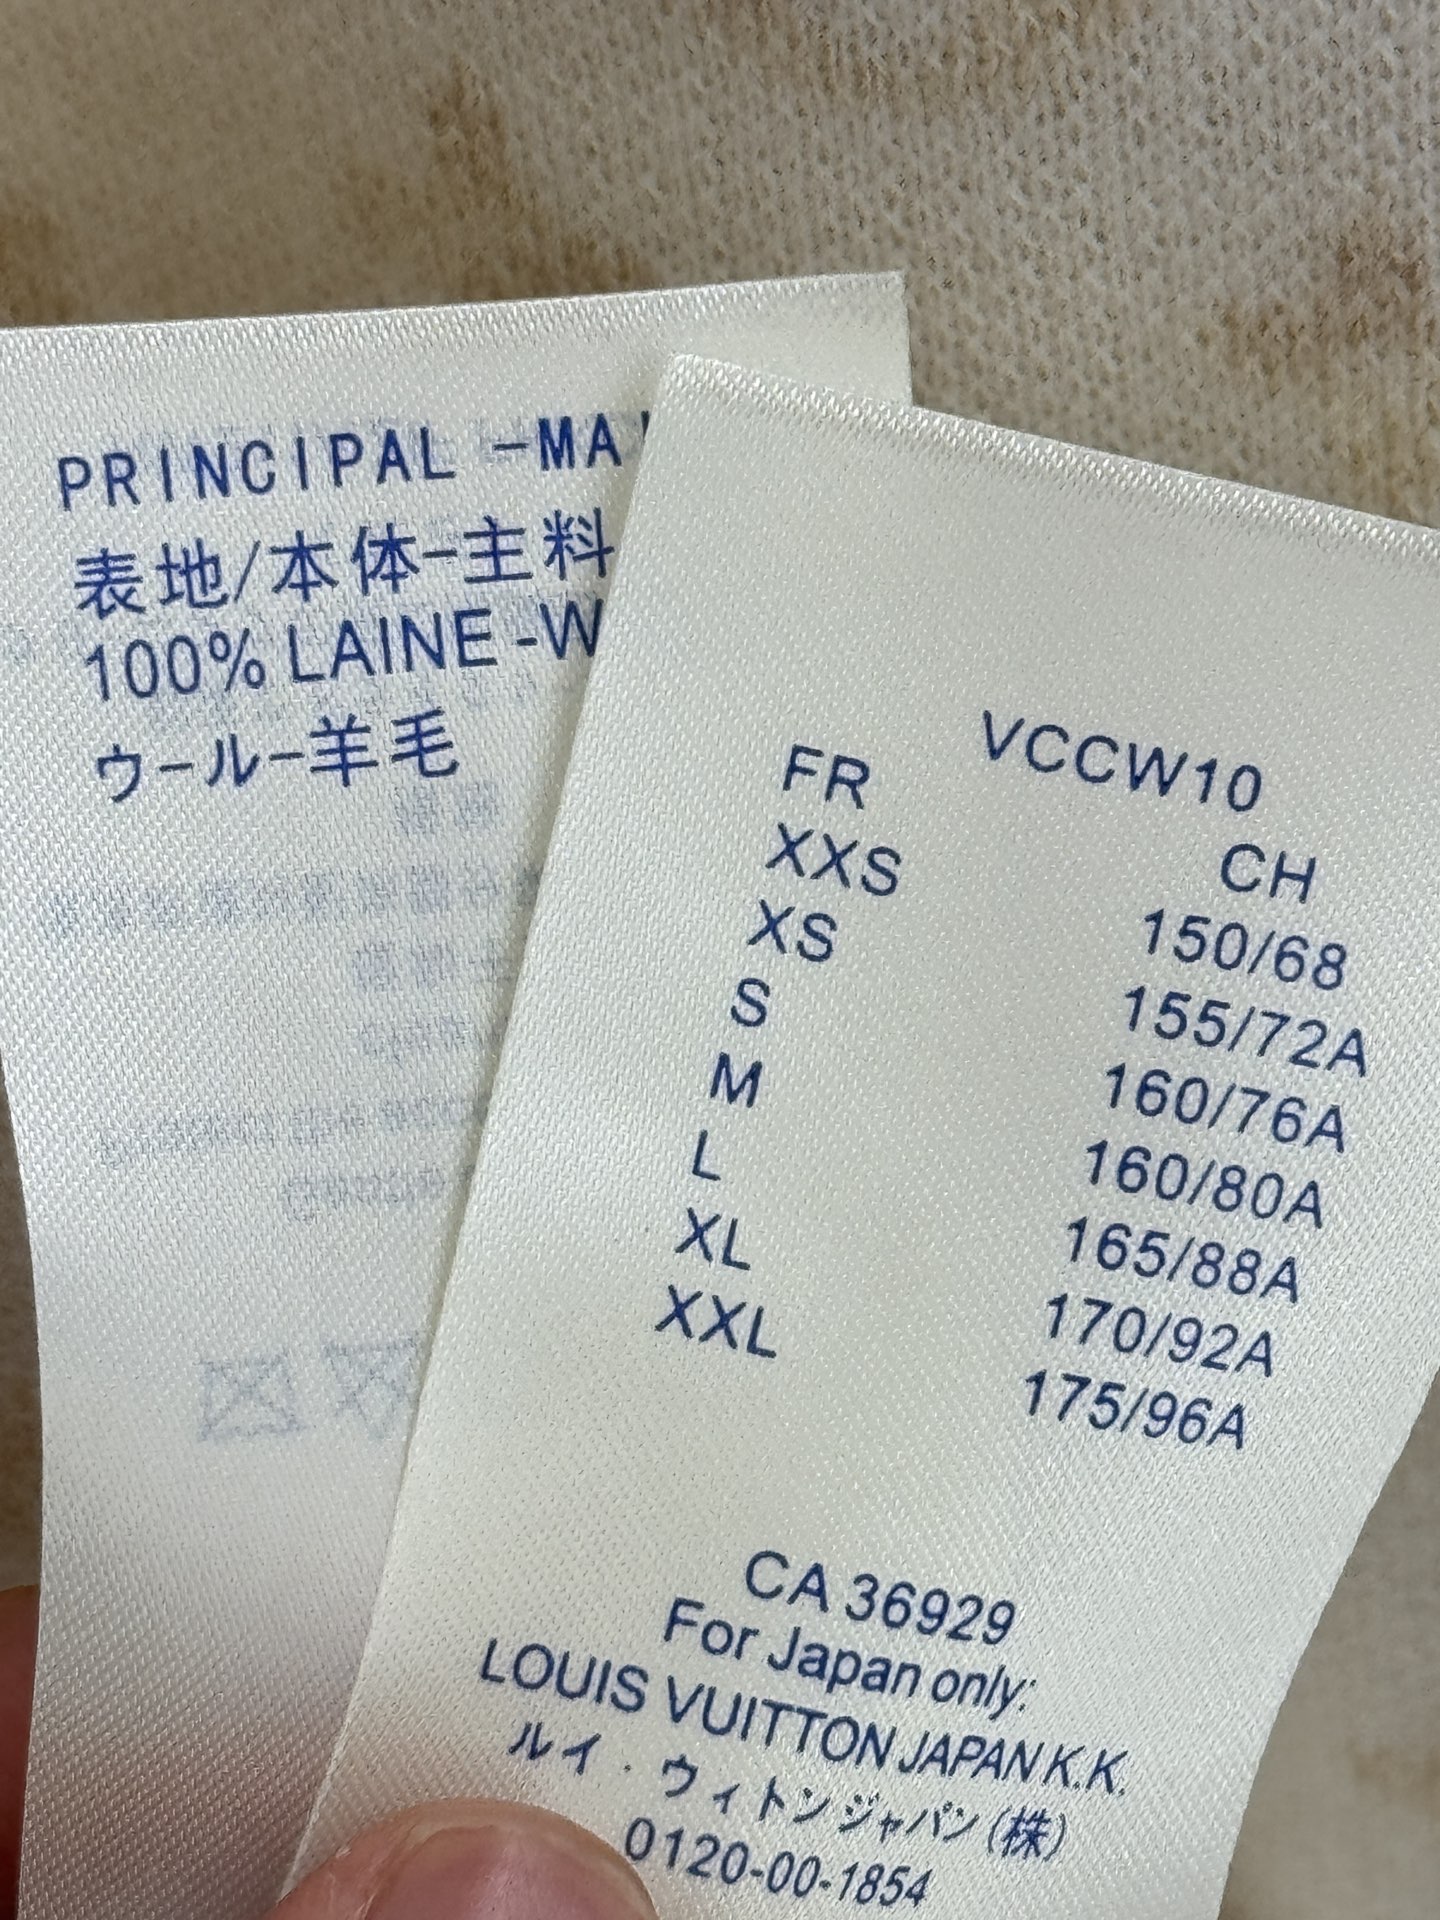 PRINCIPAL -MA
表地/本体-主料
100% LAINE -W
ウール-羊毛
VCCW10
FR CH
XXS 150/68
XS 155/72A
S 160/76A
M 160/80A
L 165/88A
XL 170/92A
XXL 175/96A
CA 36929
For Japan only:
LOUIS VUITTON JAPAN K.K.
ルイ・ヴィトンジャパン(株)
0120-00-1854